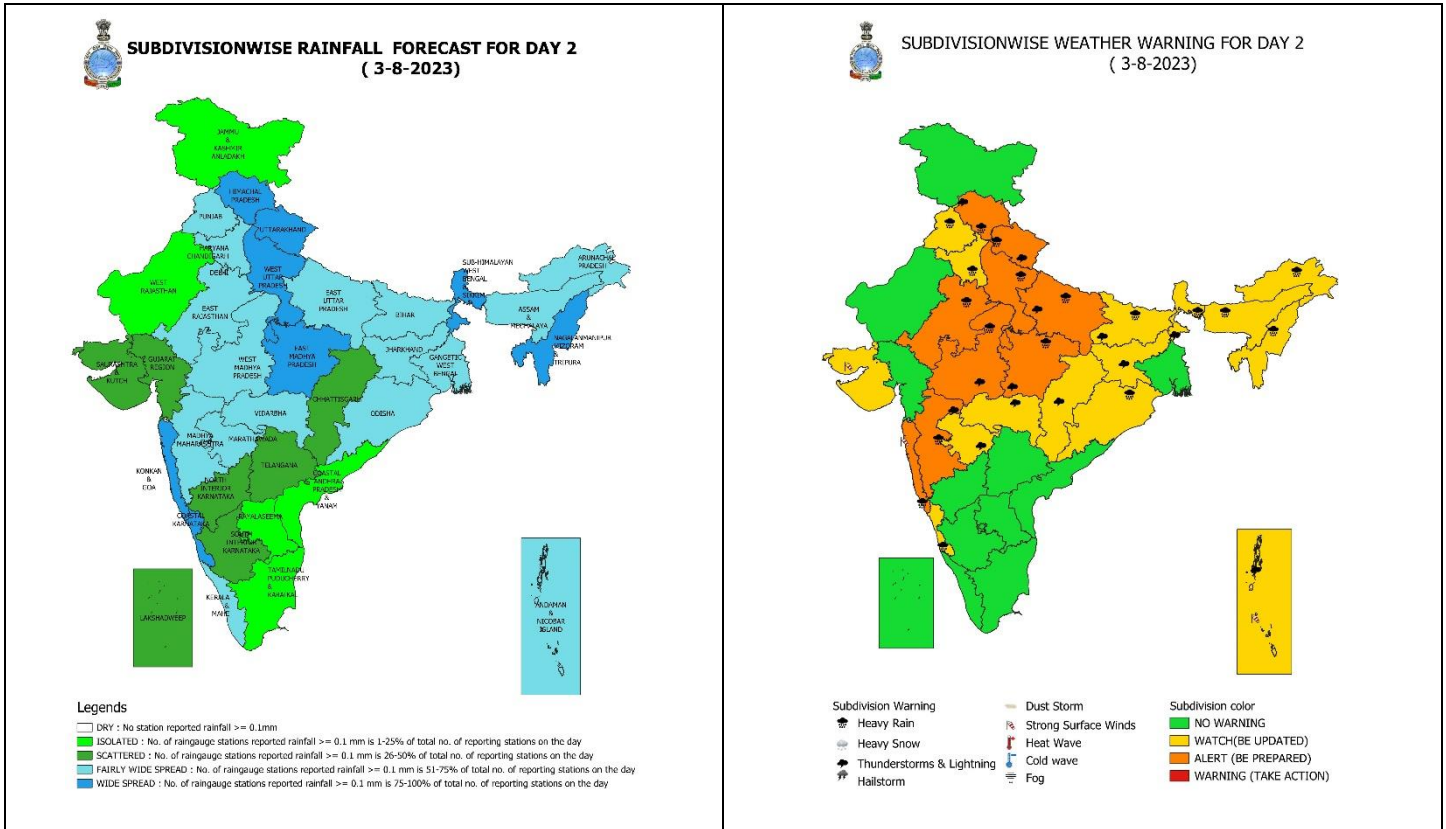 SUBDIVISIONWISE RAINFALL FORECAST FOR DAY 2
( 3-8-2023)
JAMMU
&
KASHMIR
ANLADAKH
HIMACHAL
PRADESH
PUNJAB
UTTARAKHAND
HARYANA
CHANDIGARH
&
DELHI
WEST
UTTAR
PRADESH
WEST
RAJASTHAN
SUB-HIMALAYAN
WEST
BENGAL
&
SIKKIM
ARUNACHAL
PRADESH
EAST
UTTAR
PRADESH
EAST
RAJASTHAN
BIHAR
ASSAM
&
MEGHALAYA
NAGALANMANIPUR
MIZORAM
&
TRIPURA
JHARKHAND
GANGETIC
WEST
BENGAL
GUJARAT
REGION
SAURASHTRA
&
KUTCH
WEST
MADHYA
PRADESH
EAST
MADHYA
PRADESH
CHHATTISGARH
ODISHA
VIDARBHA
MADHYA
MAHARASHTRA
MARATHAWADA
KONKAN
&
GOA
TELANGANA
COASTAL
ANDHRA
PRADESH
&
YANAM
NORTH
INTERIOR
KARNATAKA
COASTAL
KARNATAKA
RAYALASEEMA
SOUTH
INTERIOR
KARNATAKA
TAMILNADU
PUDUCHERRY
&
KARAIKAL
KERALA
&
MAHE
LAKSHADWEEP
ANDAMAN
&
NICOBAR
ISLAND
Legends
DRY : No station reported rainfall >= 0.1mm
ISOLATED : No. of raingauge stations reported rainfall >= 0.1 mm is 1-25% of total no. of reporting stations on the day
SCATTERED : No. of raingauge stations reported rainfall >= 0.1 mm is 26-50% of total no. of reporting stations on the day
FAIRLY WIDE SPREAD : No. of raingauge stations reported rainfall >= 0.1 mm is 51-75% of total no. of reporting stations on the day
WIDE SPREAD : No. of raingauge stations reported rainfall >= 0.1 mm is 75-100% of total no. of reporting stations on the day
SUBDIVISIONWISE WEATHER WARNING FOR DAY 2
( 3-8-2023)
Subdivision Warning
Heavy Rain
Heavy Snow
Thunderstorms & Lightning
Hailstorm
Dust Storm
Strong Surface Winds
Heat Wave
Cold wave
Fog
Subdivision color
NO WARNING
WATCH(BE UPDATED)
ALERT (BE PREPARED)
WARNING (TAKE ACTION)